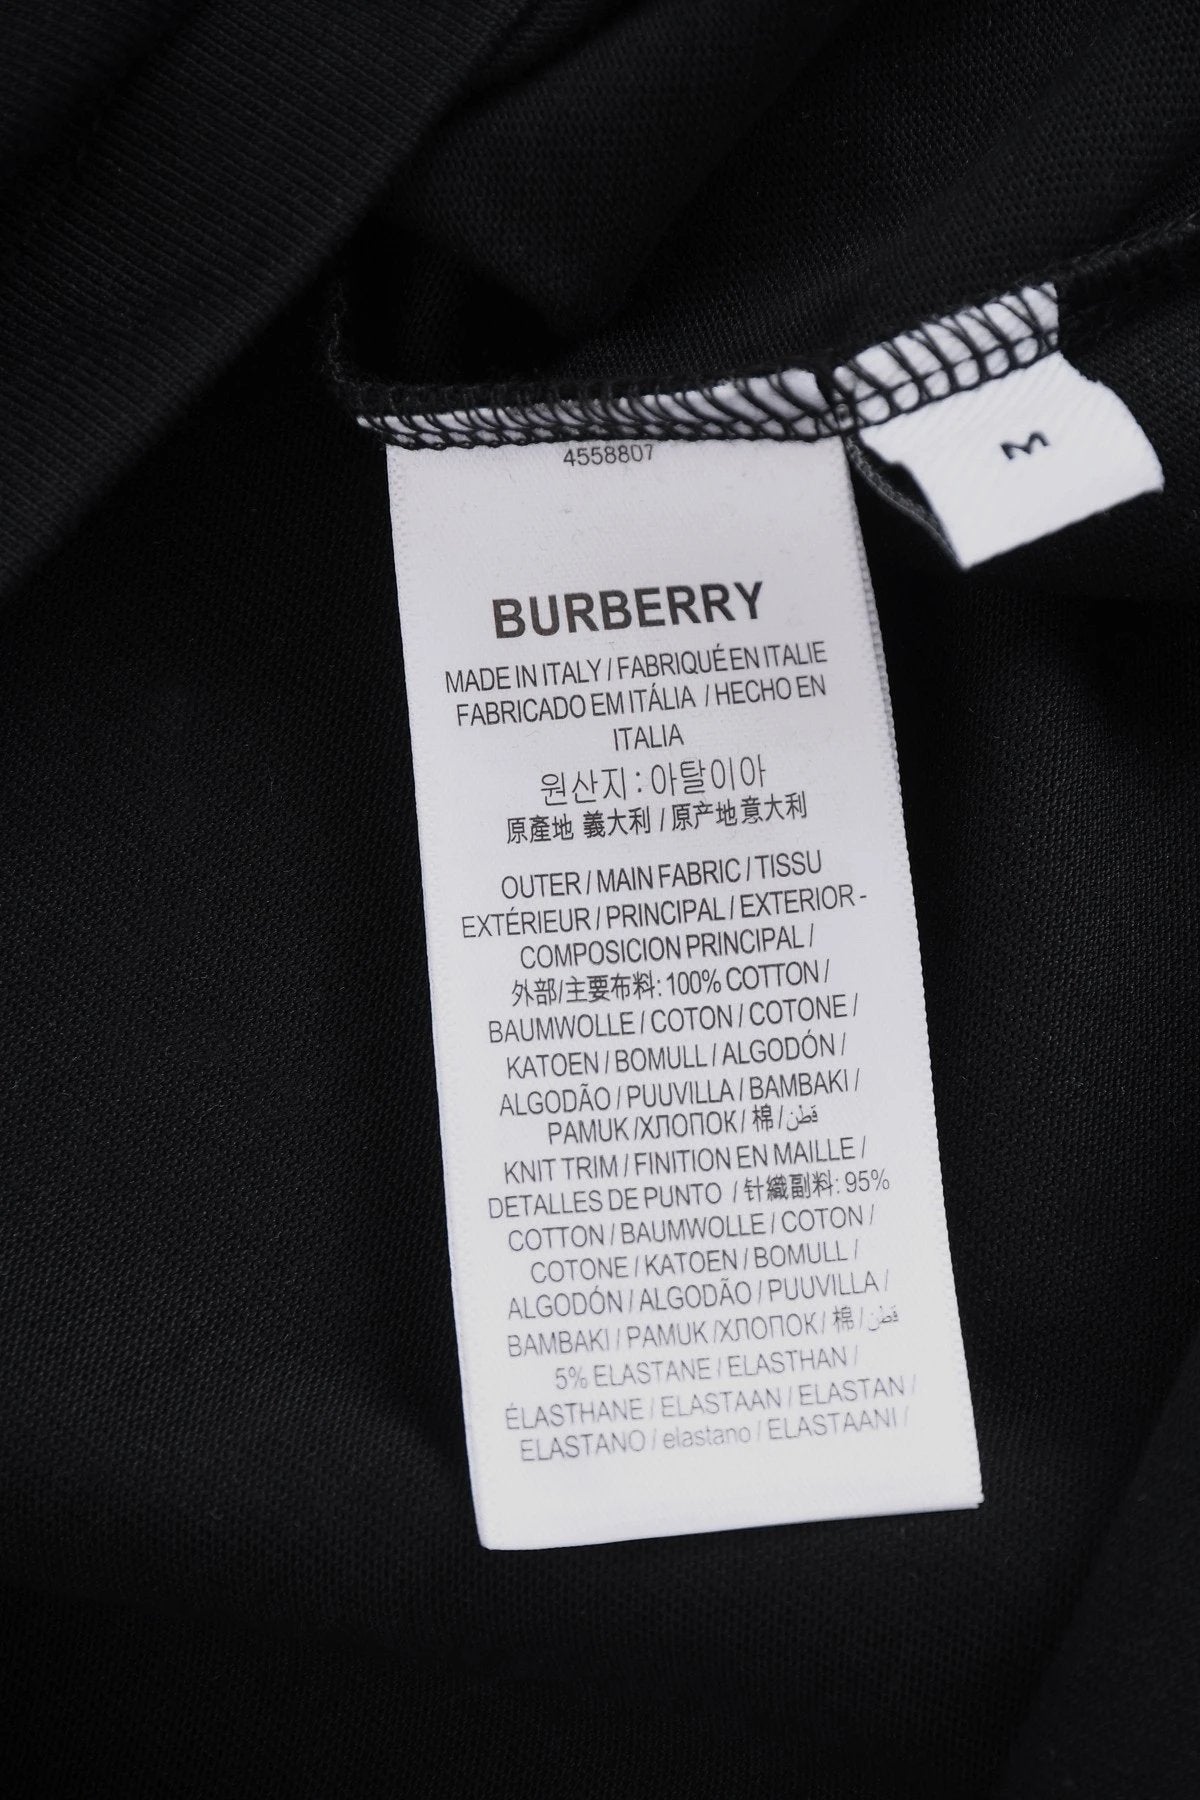 4558807
M
BURBERRY
MADE IN ITALY / FABRIQUÉ EN ITALIE
FABRICADO EM ITÁLIA / HECHO EN
ITALIA
원산지 : 아탈이아
原產地 義大利 / 原产地 意大利
OUTER / MAIN FABRIC / TISSU
EXTÉRIEUR / PRINCIPAL / EXTERIOR -
COMPOSICION PRINCIPAL /
外部/主要布料: 100% COTTON /
BAUMWOLLE / COTON / COTONE /
KATOEN / BOMULL / ALGODÓN /
ALGODÃO / PUUVILLA / BAMBAKI /
PAMUK /ХЛОПОК / 棉 / قطن
KNIT TRIM / FINITION EN MAILLE /
DETALLES DE PUNTO / 针織副料: 95%
COTTON / BAUMWOLLE / COTON /
COTONE / KATOEN / BOMULL /
ALGODÓN / ALGODÃO / PUUVILLA /
BAMBAKI / PAMUK /ХЛОПОК / 棉 / قطن
5% ELASTANE / ELASTHAN /
ÉLASTHANE / ELASTAAN / ELASTAN /
ELASTANO / elastano / ELASTAANI /